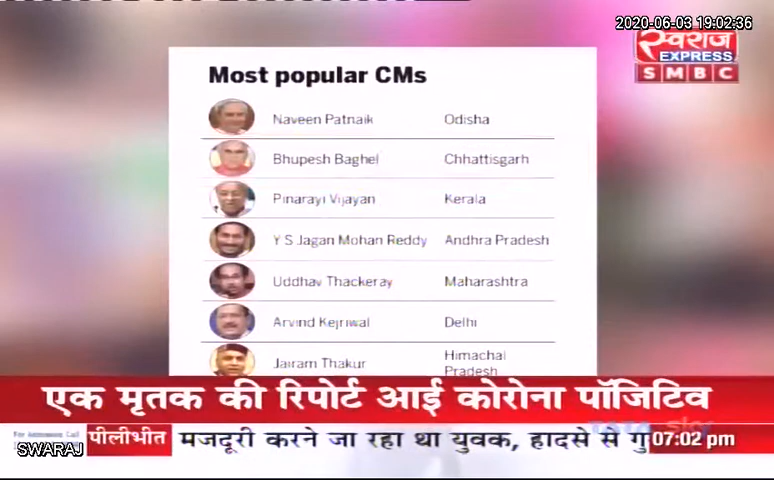 2020-06-03 19:02:36
स्वराज
EXPRESS
SMBC
Most popular CMs
Naveen Patnaik Odisha
Bhupesh Baghel Chhattisgarh
Pinarayi Vijayan Kerala
Y S Jagan Mohan Reddy Andhra Pradesh
Uddhav Thackeray Maharashtra
Arvind Kejriwal Delhi
Jairam Thakur Himachal Pradesh
एक मृतक की रिपोर्ट आई कोरोना पॉजिटिव
पीलीभीत मजदूरी करने जा रहा था युवक, हादसे से गु 07:02 pm
SWARAJ